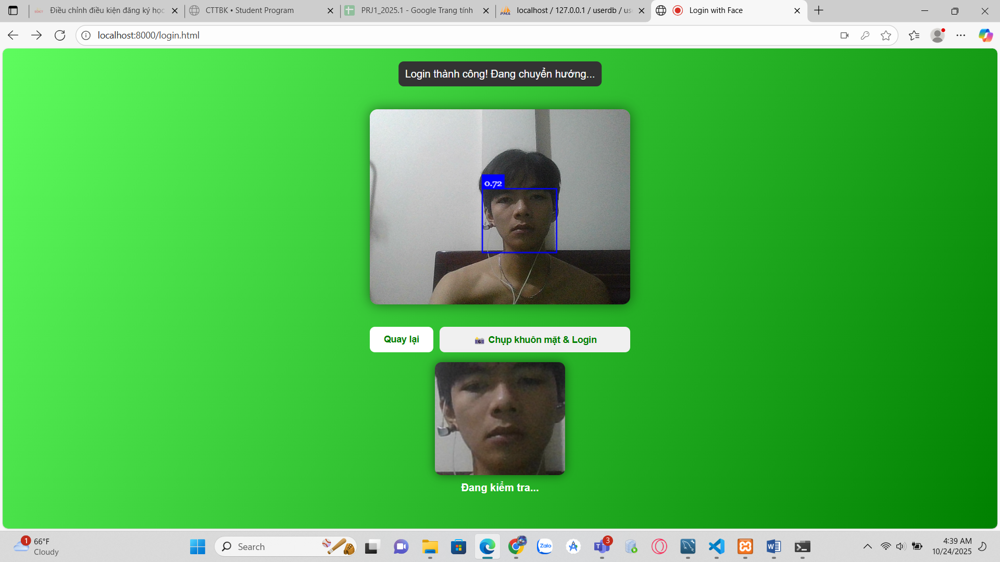 Điều chỉnh điều kiện đăng ký học
CTTBK • Student Program
PRJ1_2025.1 - Google Trang tính
PMA
localhost / 127.0.0.1 / userdb / us
Login with Face
localhost:8000/login.html
Login thành công! Đang chuyển hướng...
0.72
Quay lại
Chụp khuôn mặt & Login
Đang kiểm tra...
1
66°F
Cloudy
Search
Zalo
T
3
W
4:39 AM
10/24/2025